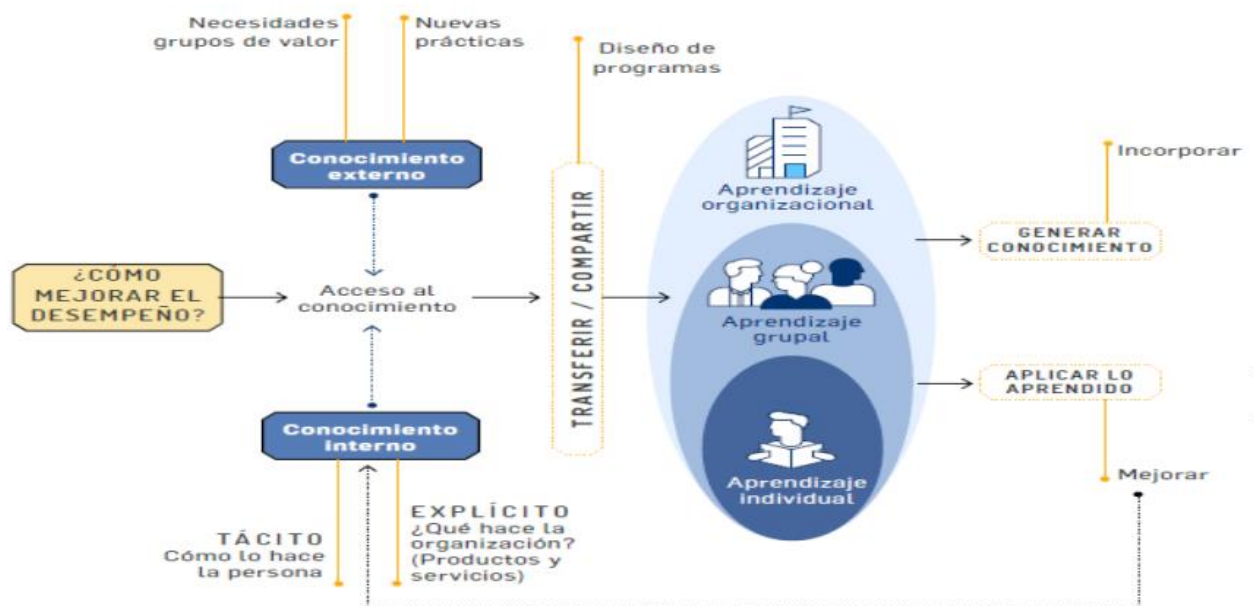 Necesidades
grupos de valor
Nuevas
prácticas
Diseño de
programas
Conocimiento
externo
¿CÓMO
MEJORAR EL
DESEMPEÑO?
Acceso al
conocimiento
TRANSFERIR / COMPARTIR
Aprendizaje
organizacional
Aprendizaje
grupal
Aprendizaje
individual
Incorporar
GENERAR
CONOCIMIENTO
APLICAR LO
APRENDIDO
Mejorar
Conocimiento
interno
TÁCITO
Cómo lo hace
la persona
EXPLÍCITO
¿Qué hace la
organización?
(Productos y
servicios)